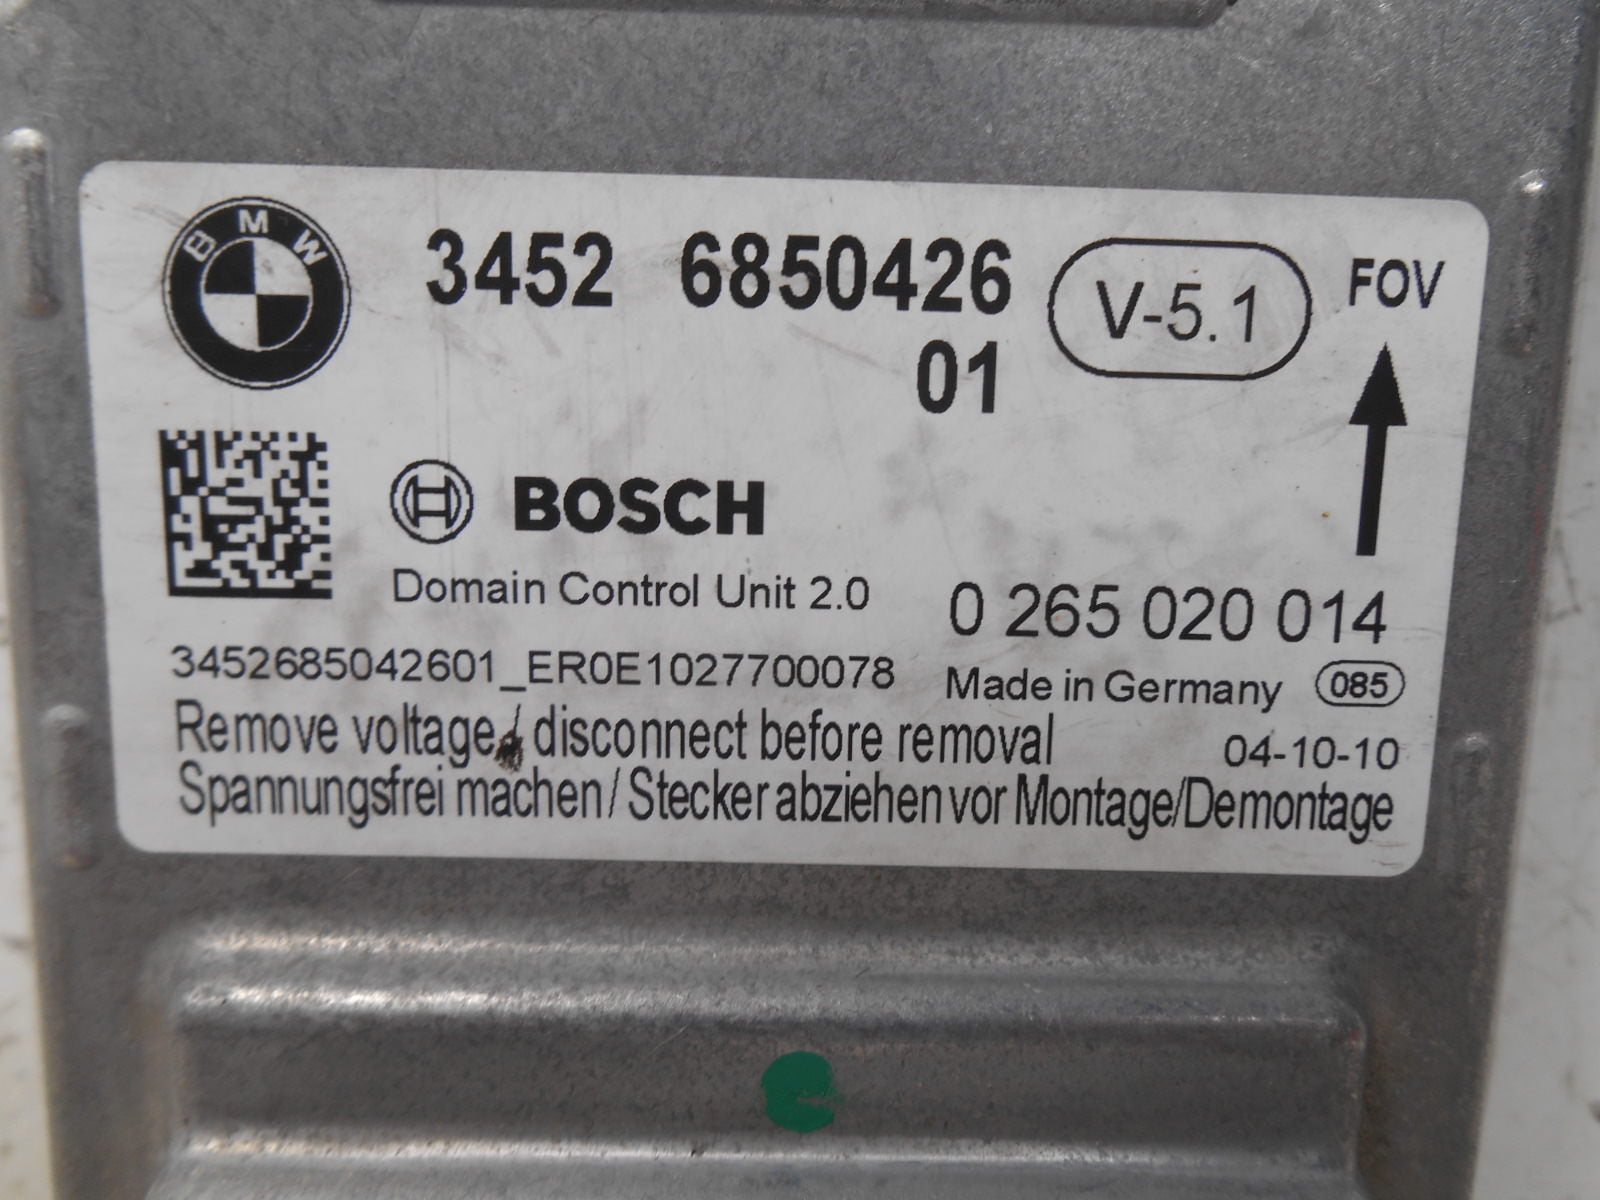 BMW
3452 6850426
01
V-5.1
FOV
BOSCH
Domain Control Unit 2.0
0 265 020 014
3452685042601_ER0E1027700078
Made in Germany 085
Remove voltage/ disconnect before removal
04-10-10
Spannungsfrei machen/Stecker abziehen vor Montage/Demontage